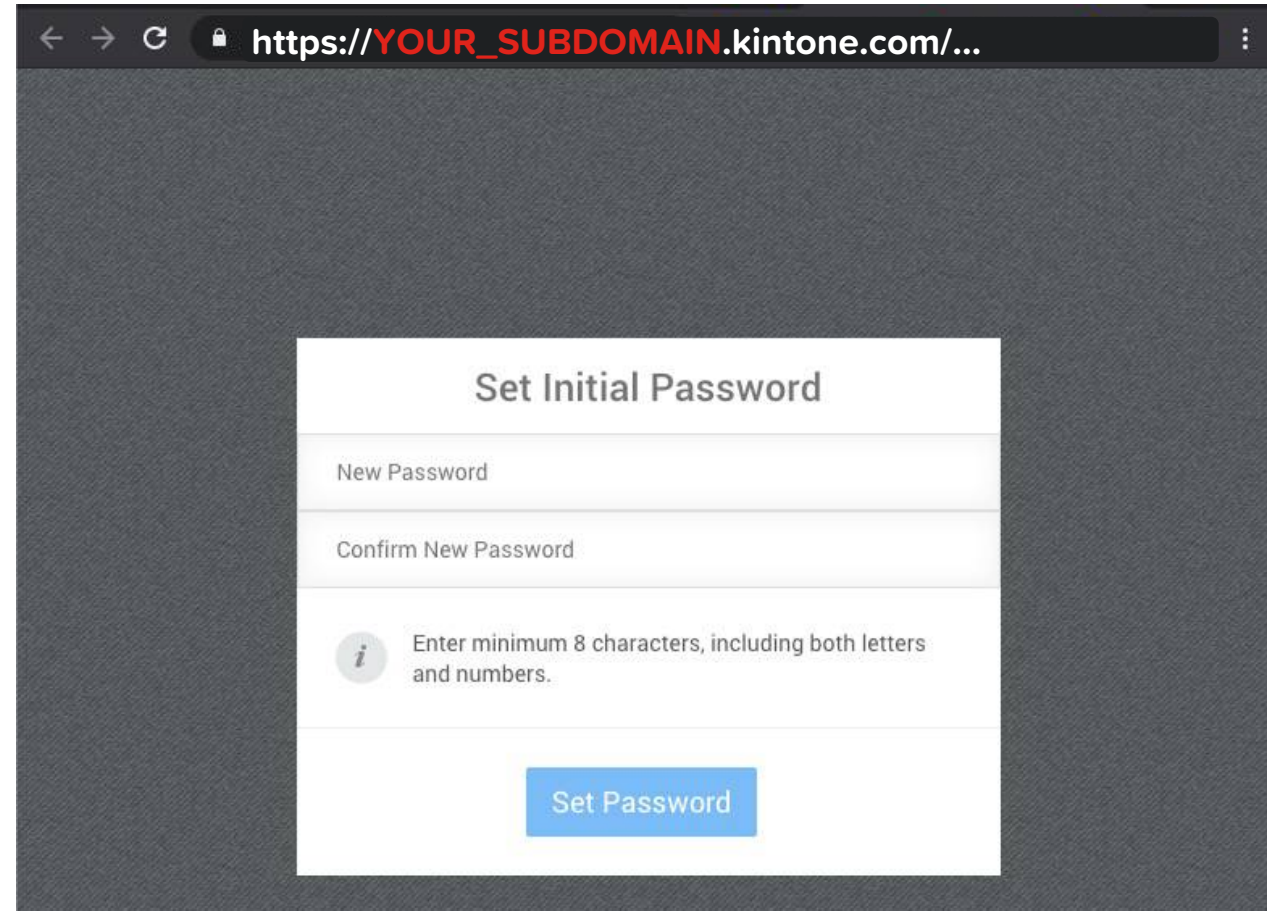 https://YOUR_SUBDOMAIN.kintone.com/...
Set Initial Password
New Password
Confirm New Password
i
Enter minimum 8 characters, including both letters
and numbers.
Set Password